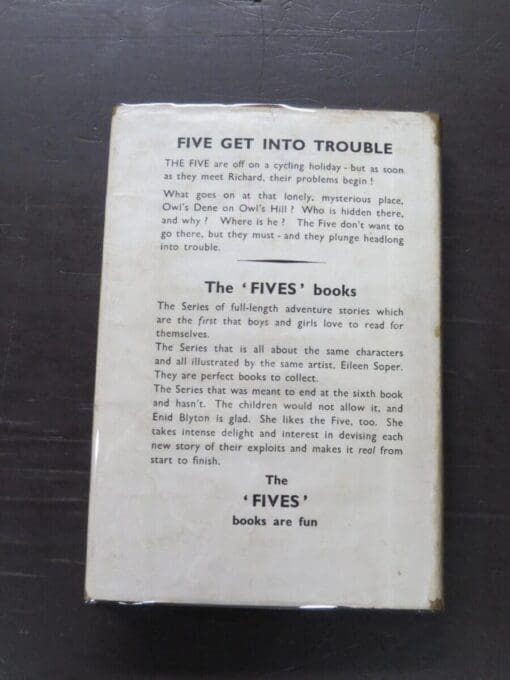 FIVE GET INTO TROUBLE
THE FIVE are off on a cycling holiday - but as soon
as they meet Richard, their problems begin !
What goes on at that lonely, mysterious place,
Owl's Dene on Owl's Hill ? Who is hidden there,
and why ? Where is he ? The Five don't want to
go there, but they must - and they plunge headlong
into trouble.
The 'FIVES' books
The Series of full-length adventure stories which
are the first that boys and girls love to read for
themselves.
The Series that is all about the same characters
and all illustrated by the same artist, Eileen Soper.
They are perfect books to collect.
The Series that was meant to end at the sixth book
and hasn't. The children would not allow it, and
Enid Blyton is glad. She likes the Five, too. She
takes intense delight and interest in devising each
new story of their exploits and makes it real from
start to finish.
The
'FIVES'
books are fun